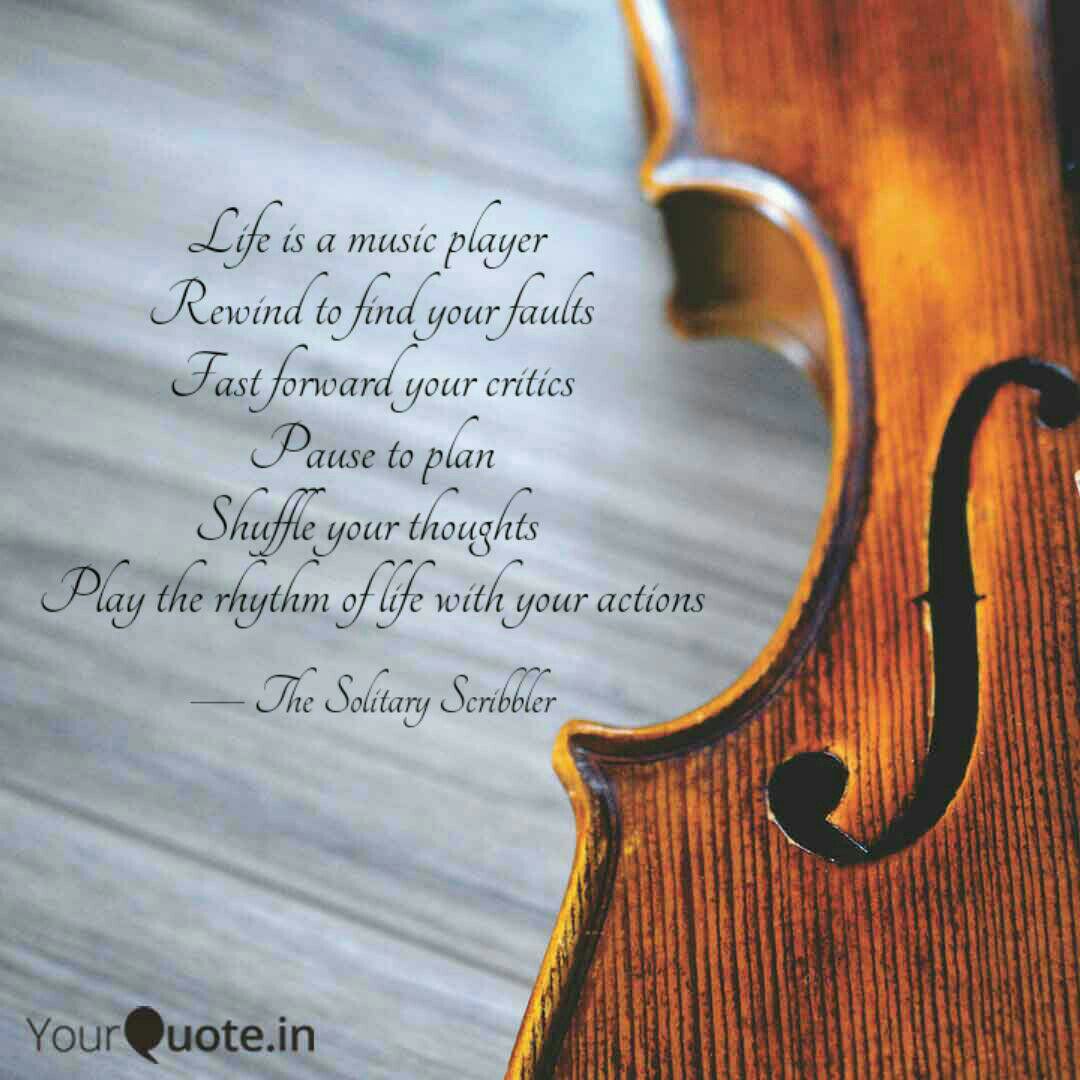 Life is a music player
Rewind to find your faults
Fast forward your critics
Pause to plan
Shuffle your thoughts
Play the rhythm of life with your actions
— The Solitary Scribbler
YourQuote.in